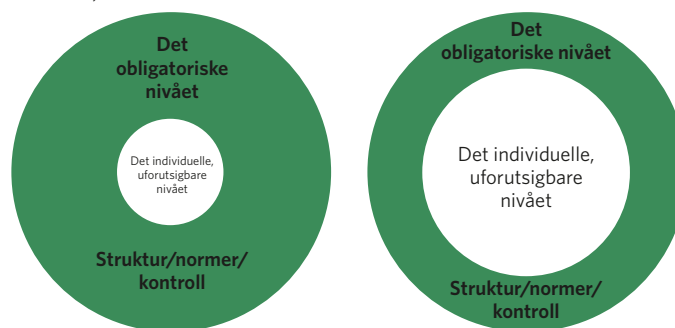 Det
obligatoriske
nivået
Det individuelle,
uforutsigbare
nivået
Struktur/normer/
kontroll
Det
obligatoriske nivået
Det individuelle,
uforutsigbare
nivået
Struktur/normer/
kontroll